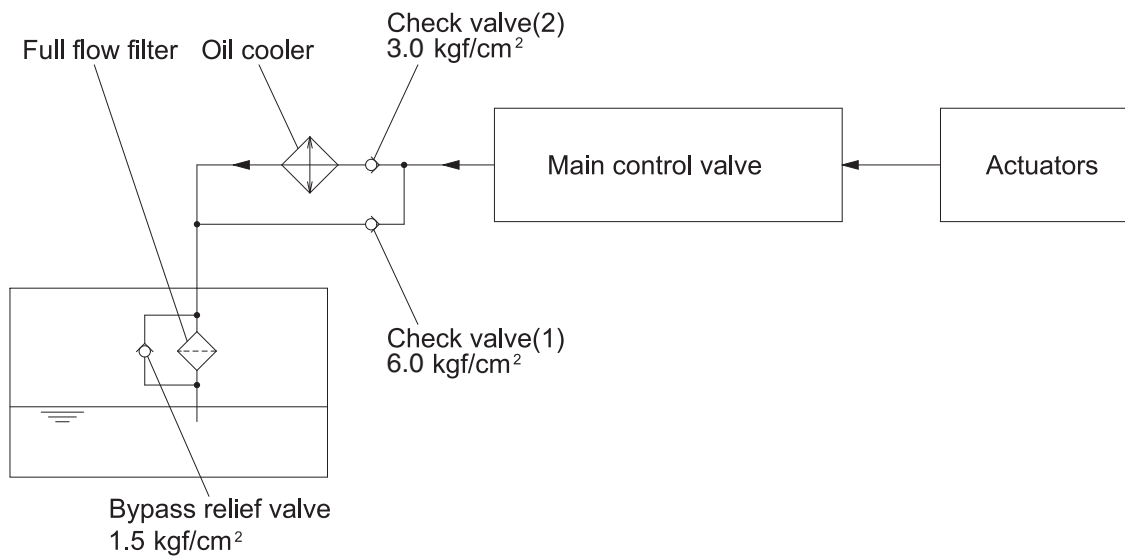 Check valve(2)
3.0 kgf/cm²
Full flow filter
Oil cooler
Main control valve
Actuators
Check valve(1)
6.0 kgf/cm²
Bypass relief valve
1.5 kgf/cm²